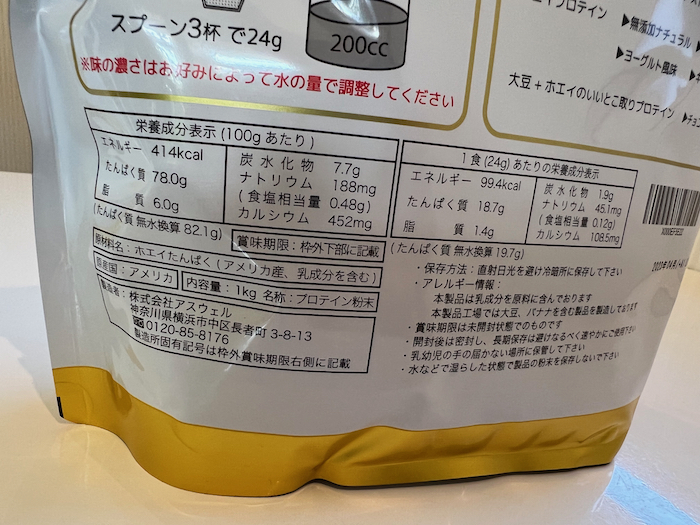 スプーン3杯 で24g
200cc
※味の濃さはお好みによって水の量で調整してください
プロテイン
▶無添加ナチュラル
▶ヨーグルト風味
大豆+ホエイのいいとこ取りプロテイン
栄養成分表示 (100gあたり)
エネルギー 414kcal
たんぱく質 78.0g
脂 質 6.0g
炭水化物 7.7g
ナトリウム 188mg
(食塩相当量 0.48g)
カルシウム 452mg
(たんぱく質 無水換算 82.1g)
賞味期限:枠外下部に記載
原材料名:ホエイたんぱく(アメリカ産、乳成分を含む)
原産国:アメリカ
内容量:1kg 名称:プロテイン粉末
製造者:株式会社アスウェル
神奈川県横浜市中区長者町3-8-13
0120-85-8176
製造所固有記号は枠外賞味期限右側に記載
1食(24g)あたりの栄養成分表示
エネルギー 99.4kcal
たんぱく質 18.7g
脂 質 1.4g
炭水化物 1.9g
ナトリウム 45.1mg
(食塩相当量 0.12g)
カルシウム 108.5mg
(たんぱく質 無水換算 19.7g)
・保存方法:直射日光を避け冷暗所に保存して下さい
・アレルギー情報:
本製品は乳成分を原料に含んでおります
本製品工場では大豆、バナナを含む製品を製造しております
・賞味期限は未開封状態でのものです
・開封後は密封し、長期保存は避けなるべく速やかにご使用下さい
・乳幼児の手の届かない場所に保管して下さい
・水などで湿らした状態で製品の粉末を保存しないで下さい